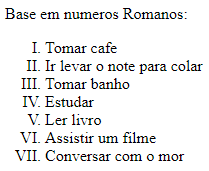 Base em numeros Romanos:
I. Tomar cafe
II. Ir levar o note para colar
III. Tomar banho
IV. Estudar
V. Ler livro
VI. Assistir um filme
VII. Conversar com o mor